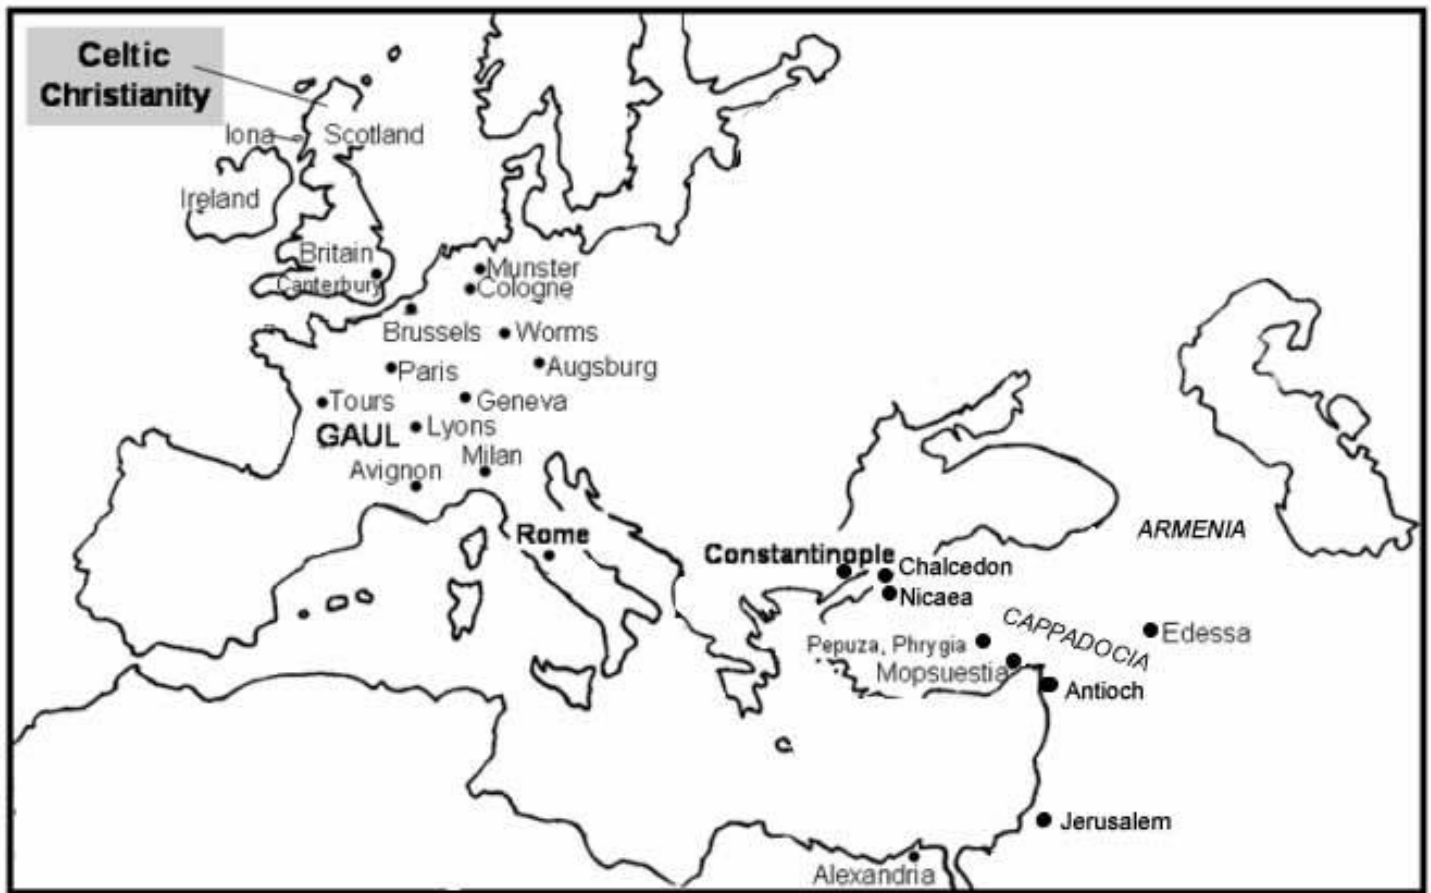 Celtic
Christianity
Iona
Scotland
Ireland
Britain
Canterbury
Munster
Cologne
Brussels
Worms
Paris
Augsburg
Tours
Geneva
GAUL
Lyons
Milan
Avignon
Rome
Constantinople
Chalcedon
Nicaea
ARMENIA
CAPPADOCIA
Edessa
Pepuza, Phrygia
Mopsuestia
Antioch
Jerusalem
Alexandria